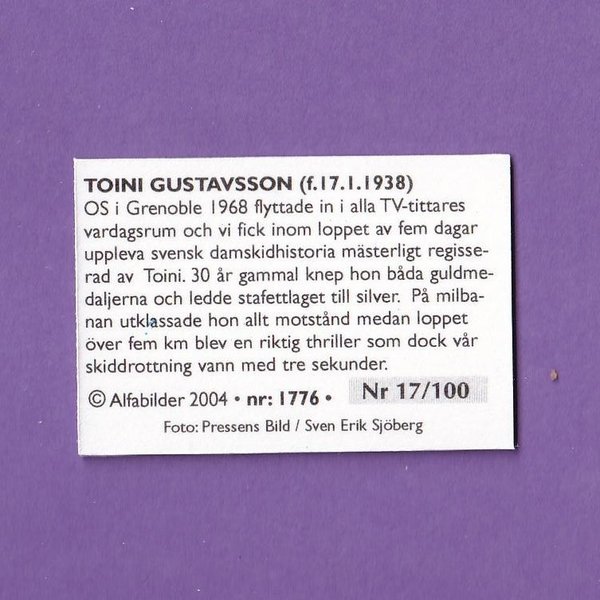 TOINI GUSTAVSSON (f.17.1.1938)
OS i Grenoble 1968 flyttade in i alla TV-tittares
vardagsrum och vi fick inom loppet av fem dagar
uppleva svensk damskidhistoria mästerligt regisse-
rad av Toini. 30 år gammal knep hon båda guldme-
daljerna och ledde stafettlaget till silver. På milba-
nan utklassade hon allt motstånd medan loppet
över fem km blev en riktig thriller som dock vår
skiddrottning vann med tre sekunder.
© Alfabilder 2004 • nr: 1776 • Nr 17/100
Foto: Pressens Bild / Sven Erik Sjöberg